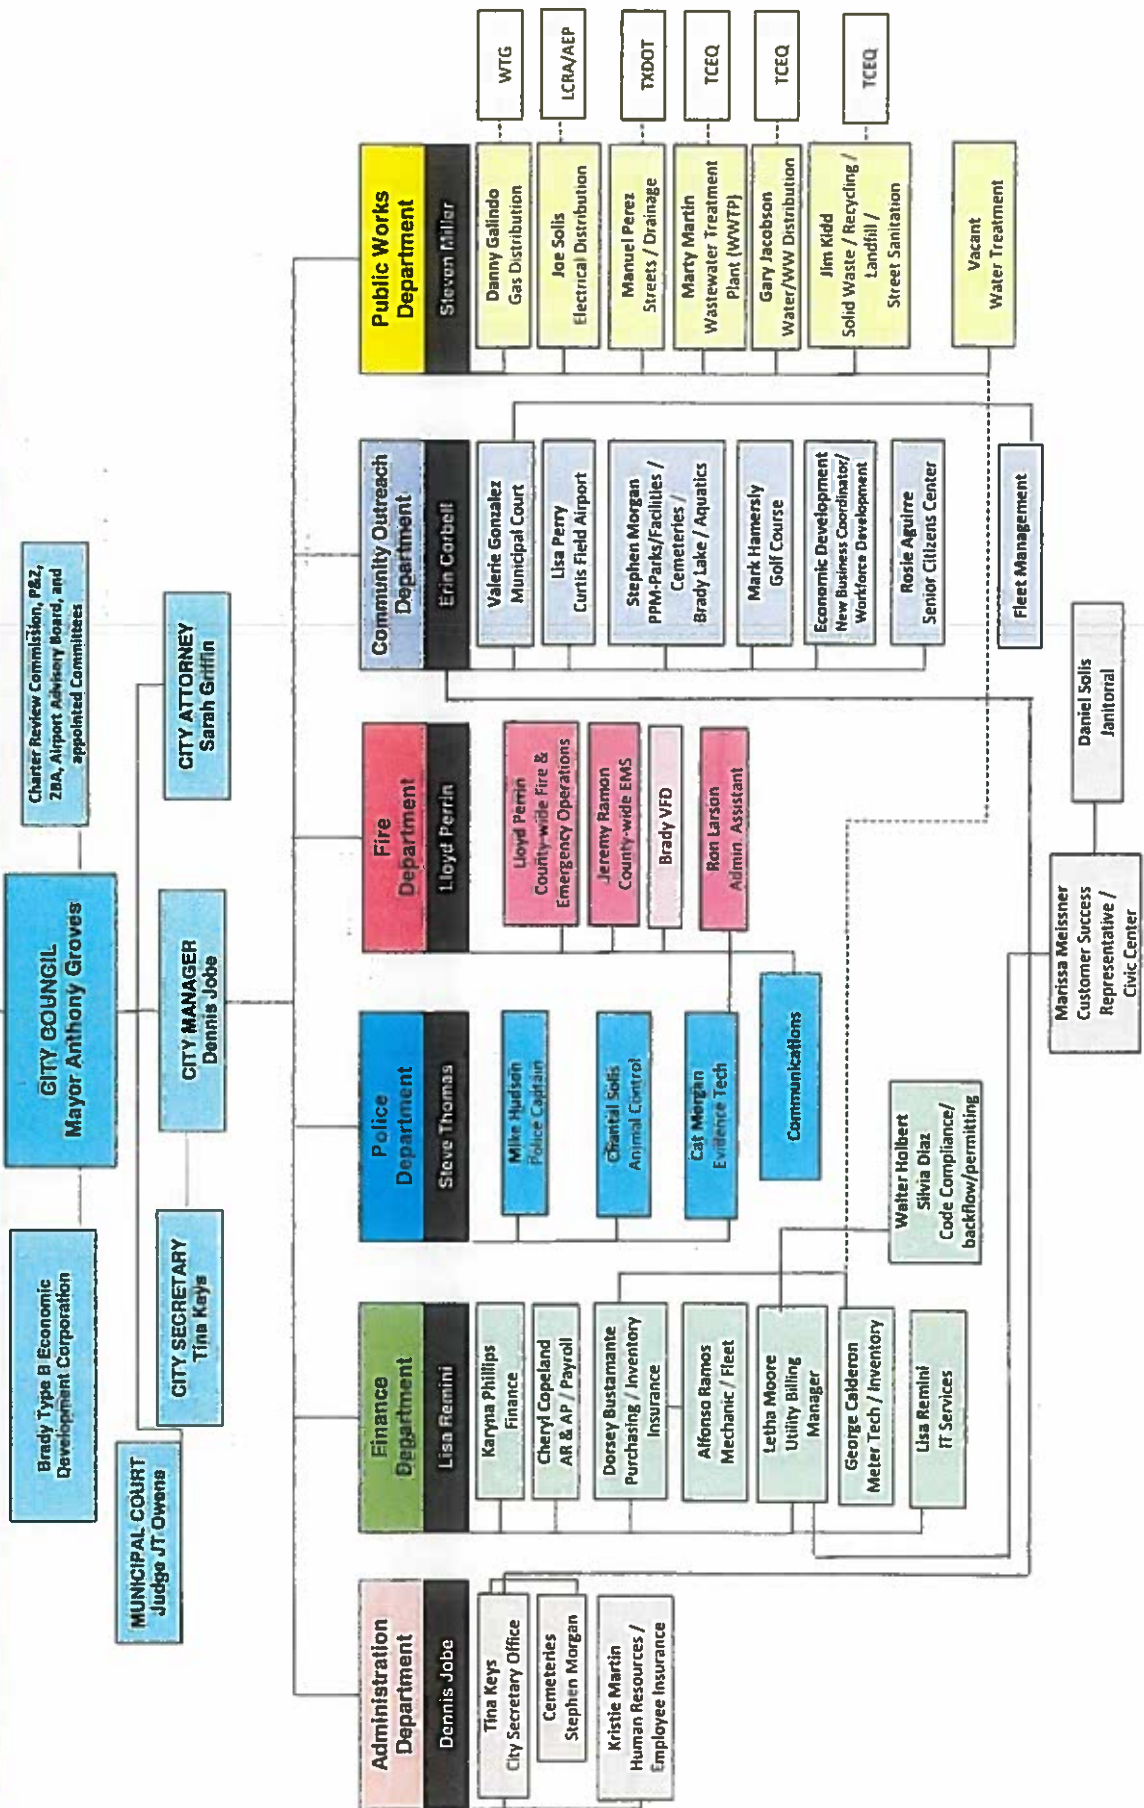 CITY COUNCIL
Mayor Anthony Groves
Brady Type B Economic
Development Corporation
Charter Review Commission, P&Z,
ZBA, Airport Advisory Board, and
appointed Committees
MUNICIPAL COURT
Judge JT Owens
CITY SECRETARY
Tina Keys
CITY MANAGER
Dennis Jobe
CITY ATTORNEY
Sarah Griffin
Administration
Department
Dennis Jobe
Tina Keys
City Secretary Office
Cemeteries
Stephen Morgan
Kristie Martin
Human Resources /
Employee Insurance
Finance
Department
Lisa Remini
Karyna Phillips
Finance
Cheryl Copeland
AR & AP / Payroll
Dorsey Bustamante
Purchasing / Inventory
Insurance
Alfonso Ramos
Mechanic / Fleet
Letha Moore
Utility Billing
Manager
George Calderon
Meter Tech / Inventory
Lisa Remini
IT Services
Walter Holbert
Silvia Diaz
Code Compliance/
backflow/permitting
Police
Department
Steve Thomas
Mike Hudson
Police Captain
Chantal Solis
Animal Control
Cat Morgan
Evidence Tech
Communications
Fire
Department
Lloyd Perrin
Lloyd Perrin
County-wide Fire &
Emergency Operations
Jeremy Ramon
County-wide EMS
Brady VFD
Ron Larson
Admin. Assistant
Community Outreach
Department
Erin Corbell
Valerie Gonzalez
Municipal Court
Lisa Perry
Curtis Field Airport
Stephen Morgan
PPM-Parks/Facilities /
Cemeteries /
Brady Lake / Aquatics
Mark Hamersly
Golf Course
Economic Development
New Business Coordinator/
Workforce Development
Rosie Aguirre
Senior Citizens Center
Fleet Management
Marissa Meissner
Customer Success
Representative /
Civic Center
Daniel Solis
Janitorial
Public Works
Department
Steven Miller
Danny Galindo
Gas Distribution
WTG
Joe Solis
Electrical Distribution
LCRA/AEP
Manuel Perez
Streets / Drainage
TXDOT
Marty Martin
Wastewater Treatment
Plant (WWTP)
TCEQ
Gary Jacobson
Water/WW Distribution
TCEQ
Jim Kidd
Solid Waste / Recycling /
Landfill /
Street Sanitation
TCEQ
Vacant
Water Treatment